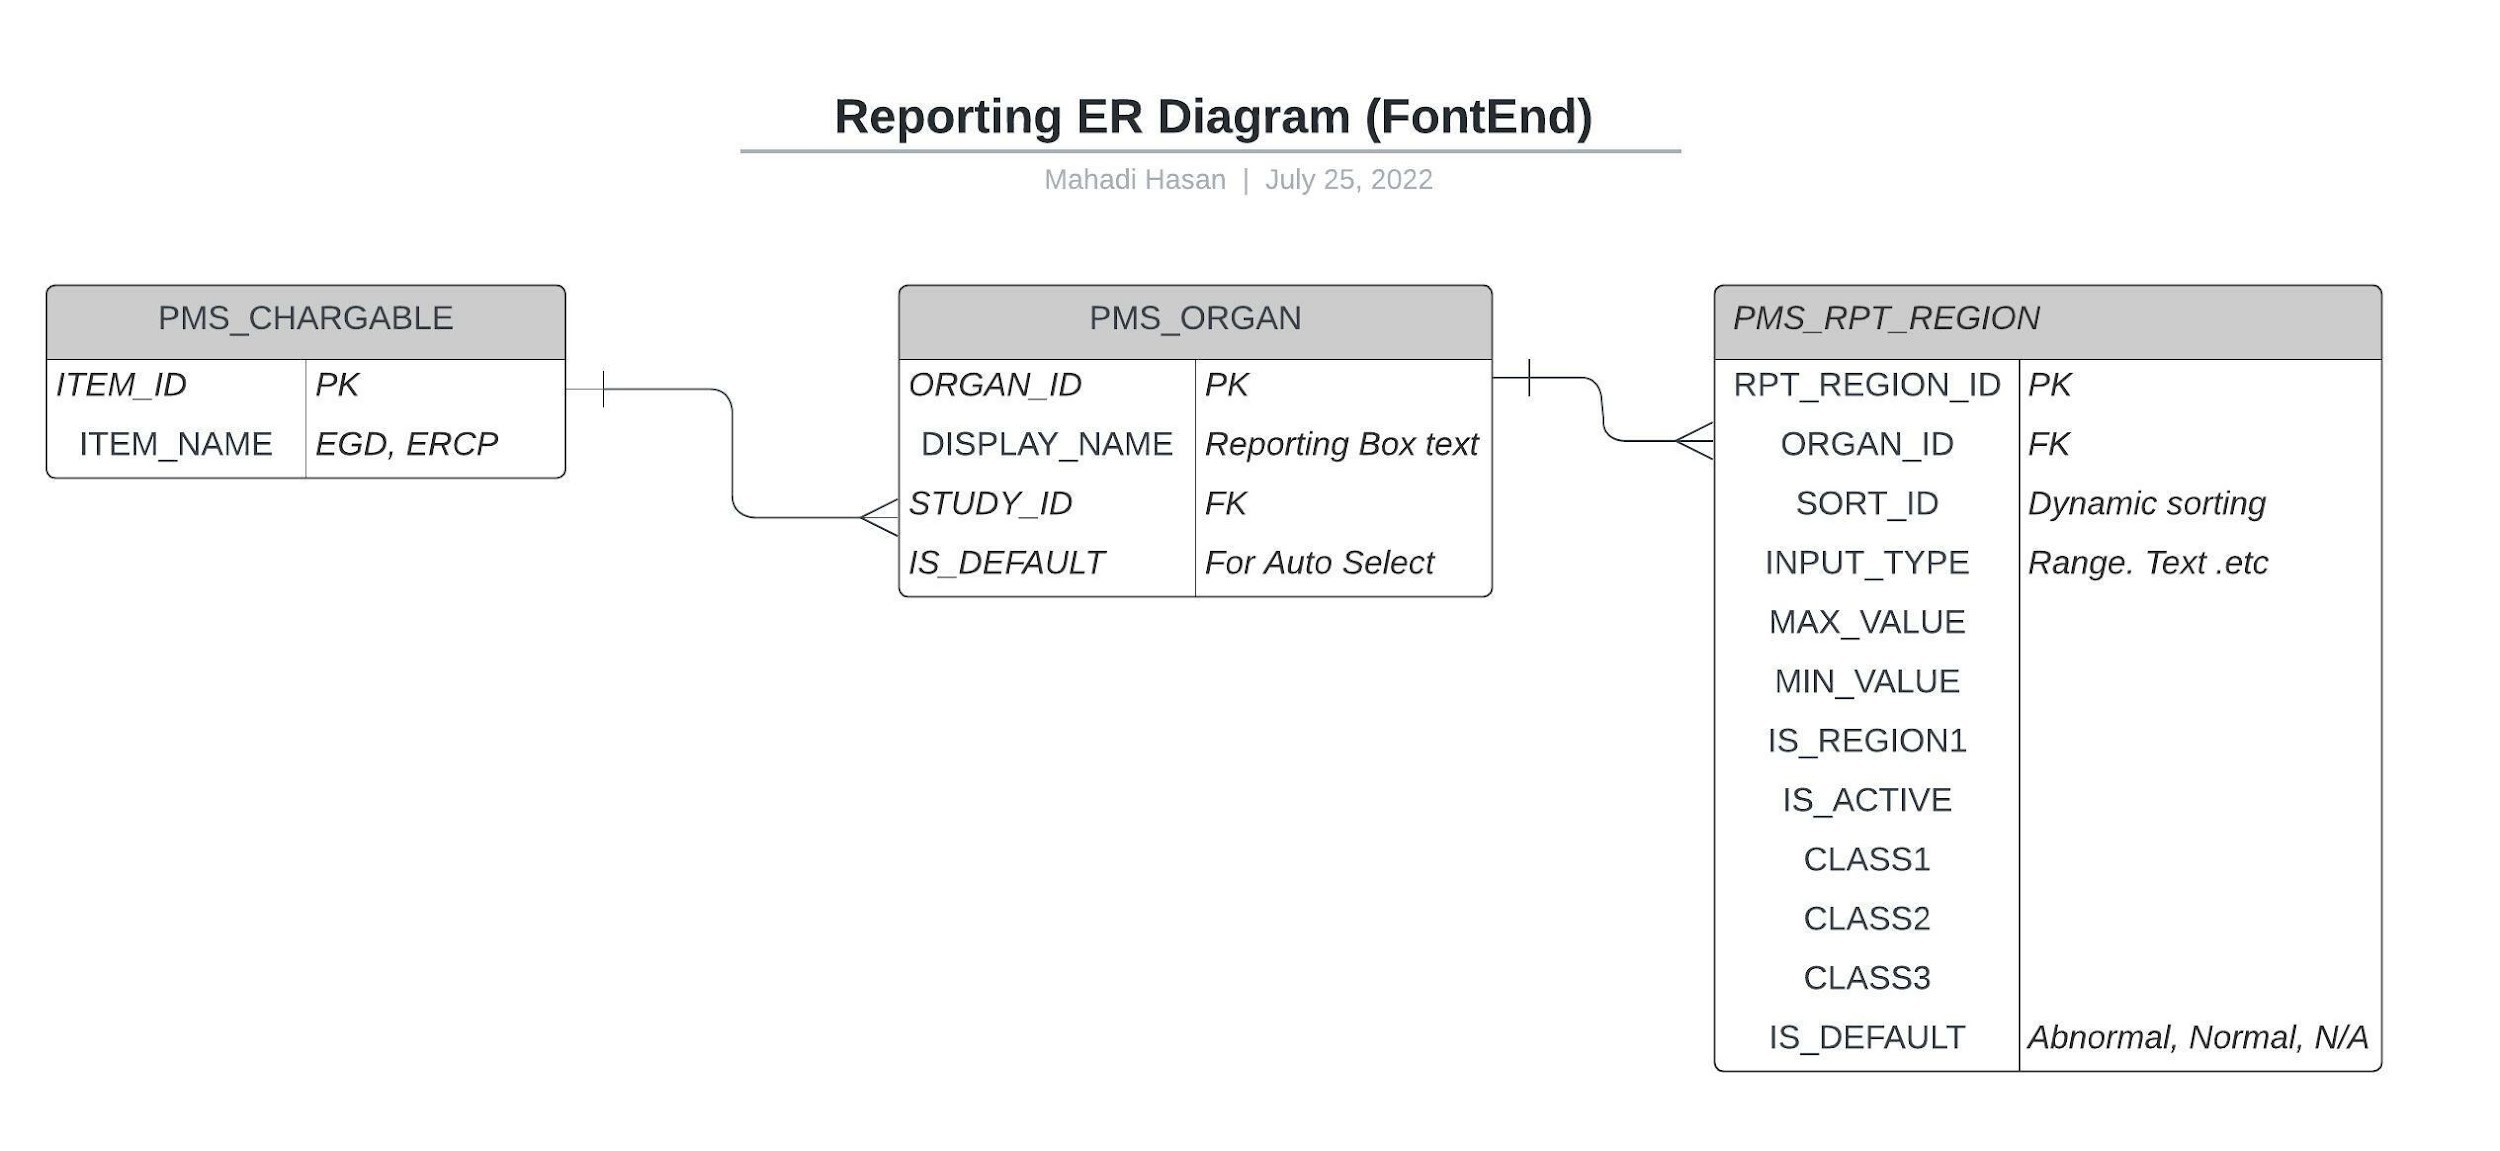 Reporting ER Diagram (FontEnd)
Mahadi Hasan | July 25, 2022
PMS_CHARGABLE
ITEM_ID PK
ITEM_NAME EGD, ERCP
PMS_ORGAN
ORGAN_ID PK
DISPLAY_NAME Reporting Box text
STUDY_ID FK
IS_DEFAULT For Auto Select
PMS_RPT_REGION
RPT_REGION_ID PK
ORGAN_ID FK
SORT_ID Dynamic sorting
INPUT_TYPE Range. Text .etc
MAX_VALUE
MIN_VALUE
IS_REGION1
IS_ACTIVE
CLASS1
CLASS2
CLASS3
IS_DEFAULT Abnormal, Normal, N/A